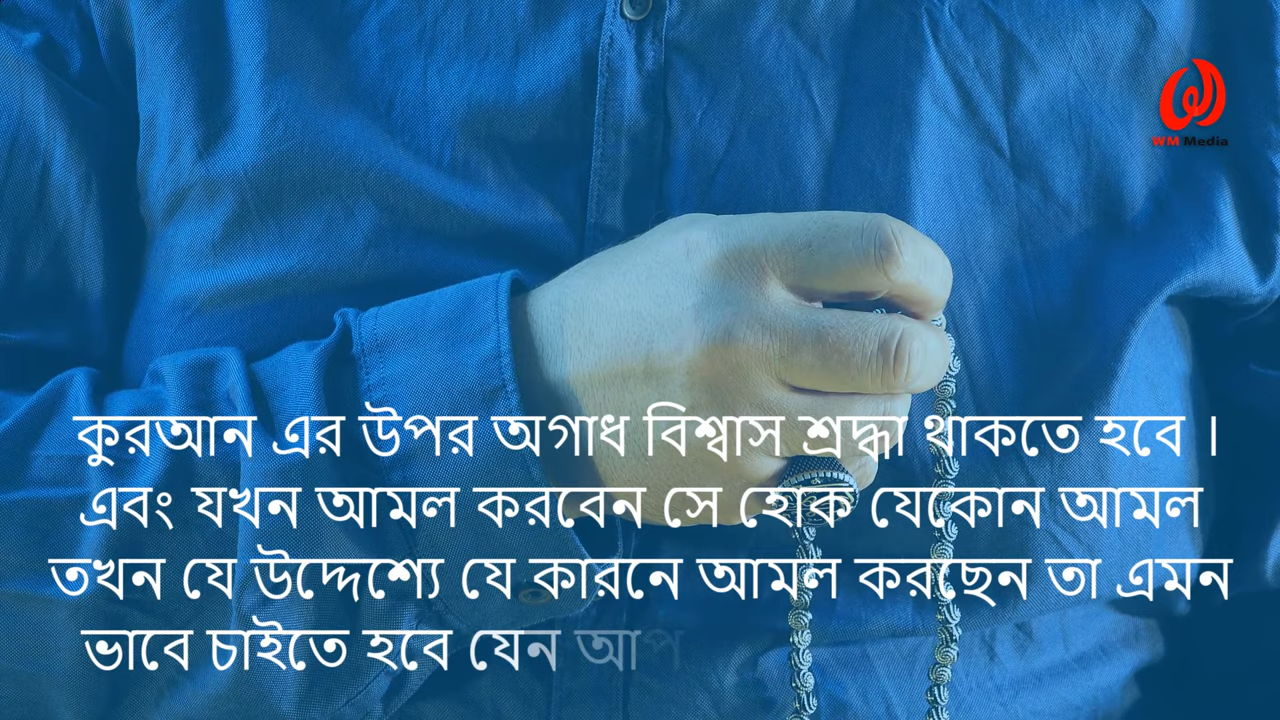 WM Media
কুরআন এর উপর অগাধ বিশ্বাস শ্রদ্ধা থাকতে হবে ।
এবং যখন আমল করবেন সে হোক যেকোন আমল
তখন যে উদ্দেশ্যে যে কারনে আমল করছেন তা এমন
ভাবে চাইতে হবে যেন আপ